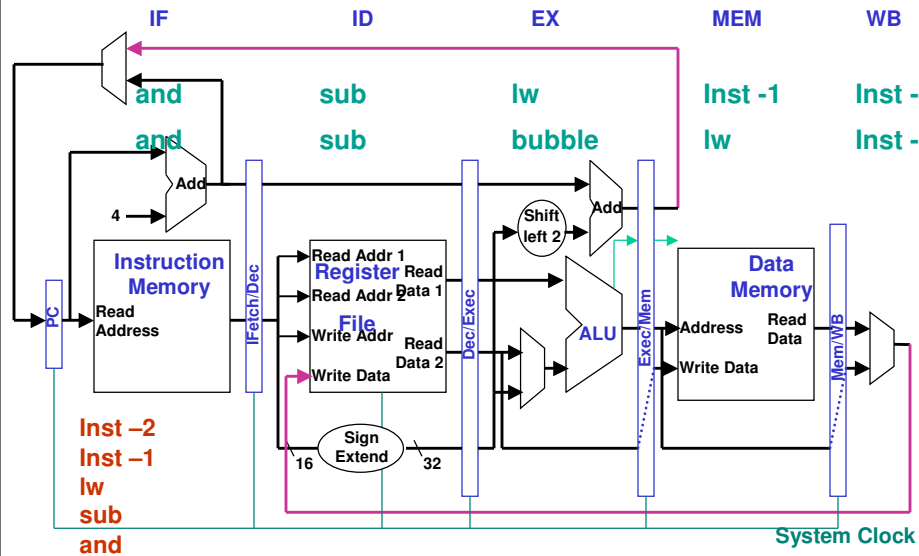 IF ID EX MEM WB
and sub lw Inst -1 Inst -
and sub bubble lw Inst -
Add
4
Shift
left 2
Add
Instruction
Memory
Read
Address
PC
IFetch/Dec
Read Addr 1
Register
Read Addr 2
File
Write Addr
Write Data
Read
Data 1
Read
Data 2
Dec/Exec
ALU
Exec/Mem
Data
Memory
Address
Read
Data
Write Data
Mem/WB
Sign
Extend
16
32
Inst –2
Inst –1
lw
sub
and
System Clock